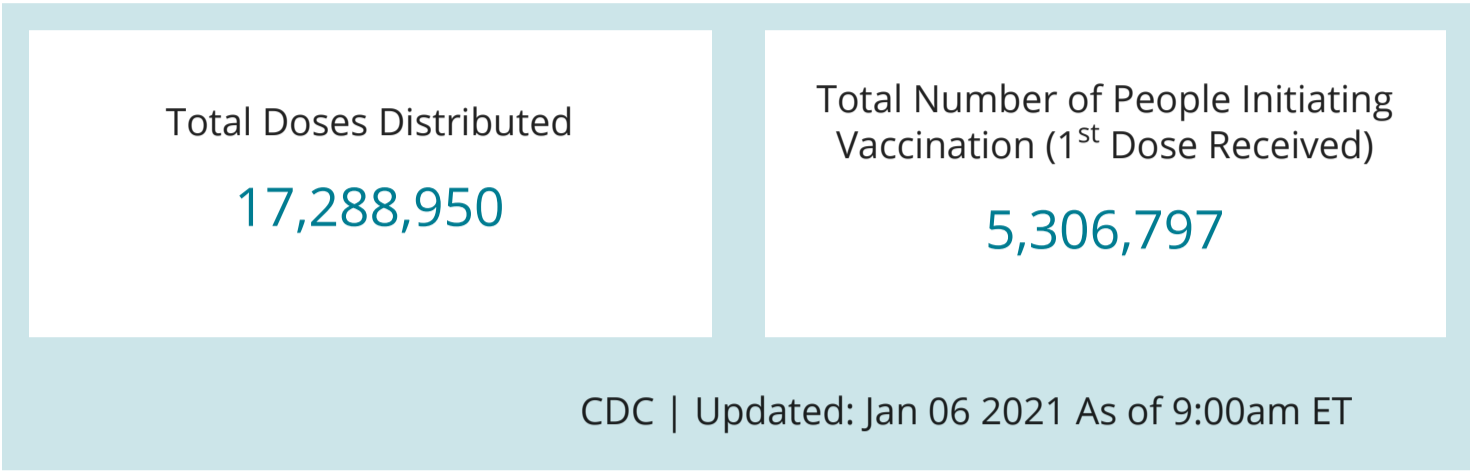 Total Doses Distributed
17,288,950
Total Number of People Initiating
Vaccination (1st Dose Received)
5,306,797
CDC | Updated: Jan 06 2021 As of 9:00am ET